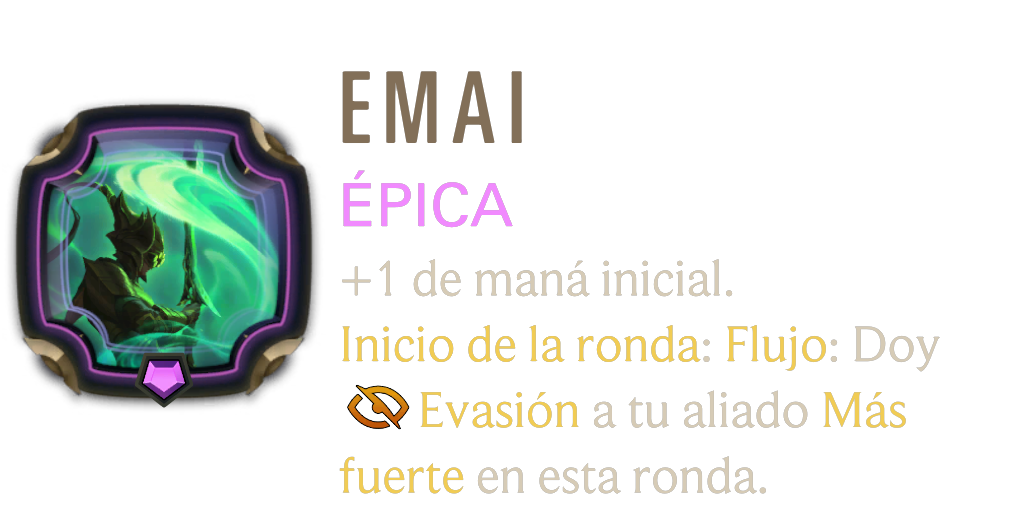 EMAI
ÉPICA
+1 de maná inicial.
Inicio de la ronda: Flujo: Doy
Evasión a tu aliado Más
fuerte en esta ronda.